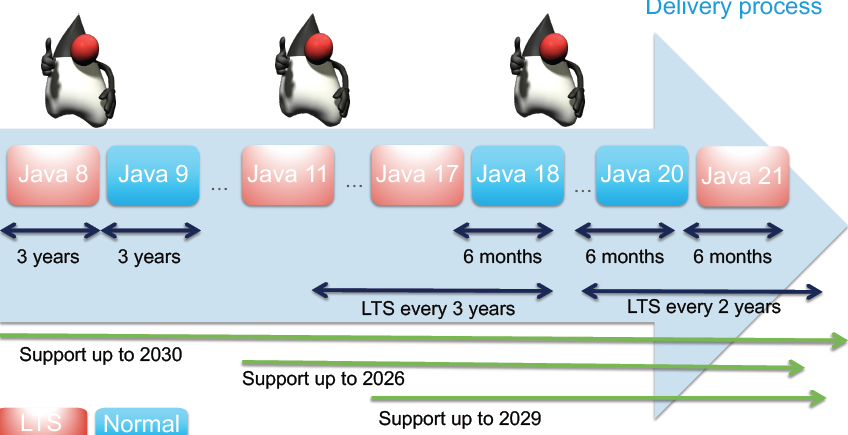 Delivery process
Java 8
Java 9
...
Java 11
...
Java 17
Java 18
...
Java 20
Java 21
3 years
3 years
6 months
6 months
6 months
LTS every 3 years
LTS every 2 years
Support up to 2030
Support up to 2026
Support up to 2029
LTS
Normal